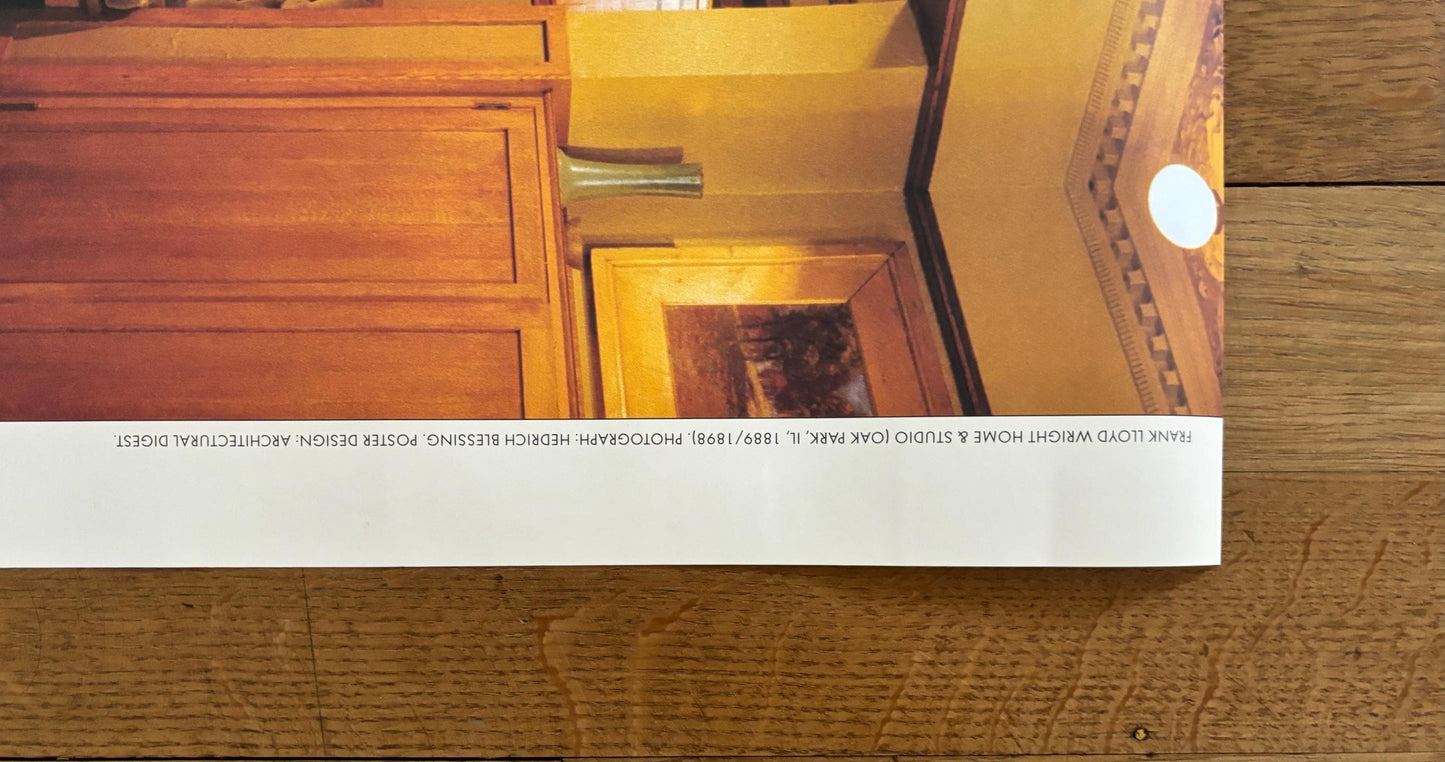 FRANK LLOYD WRIGHT HOME & STUDIO (OAK PARK, IL, 1889/1898). PHOTOGRAPH: HEDRICH BLESSING. POSTER DESIGN: ARCHITECTURAL DIGEST.